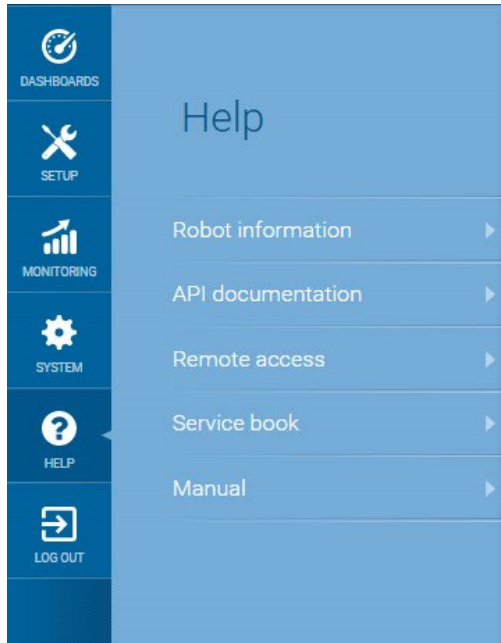 DASHBOARDS
SETUP
MONITORING
SYSTEM
HELP
LOG OUT
Help
Robot information
API documentation
Remote access
Service book
Manual